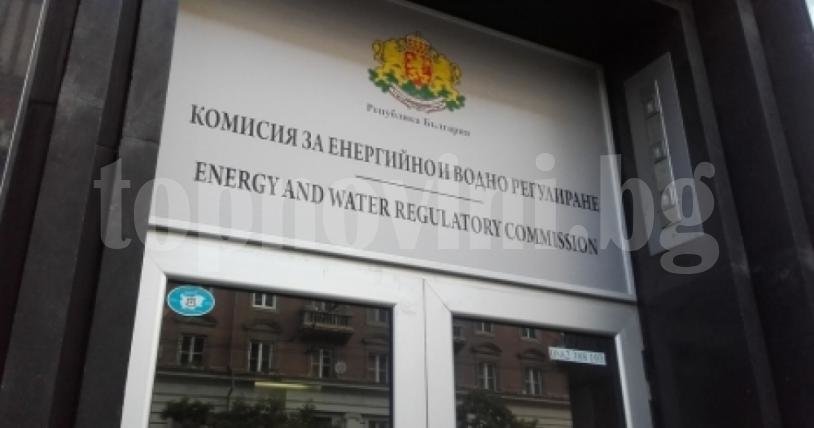 Република България
КОМИСИЯ ЗА ЕНЕРГИЙНО И ВОДНО РЕГУЛИРАНЕ
ENERGY AND WATER REGULATORY COMMISSION
topnovini.bg